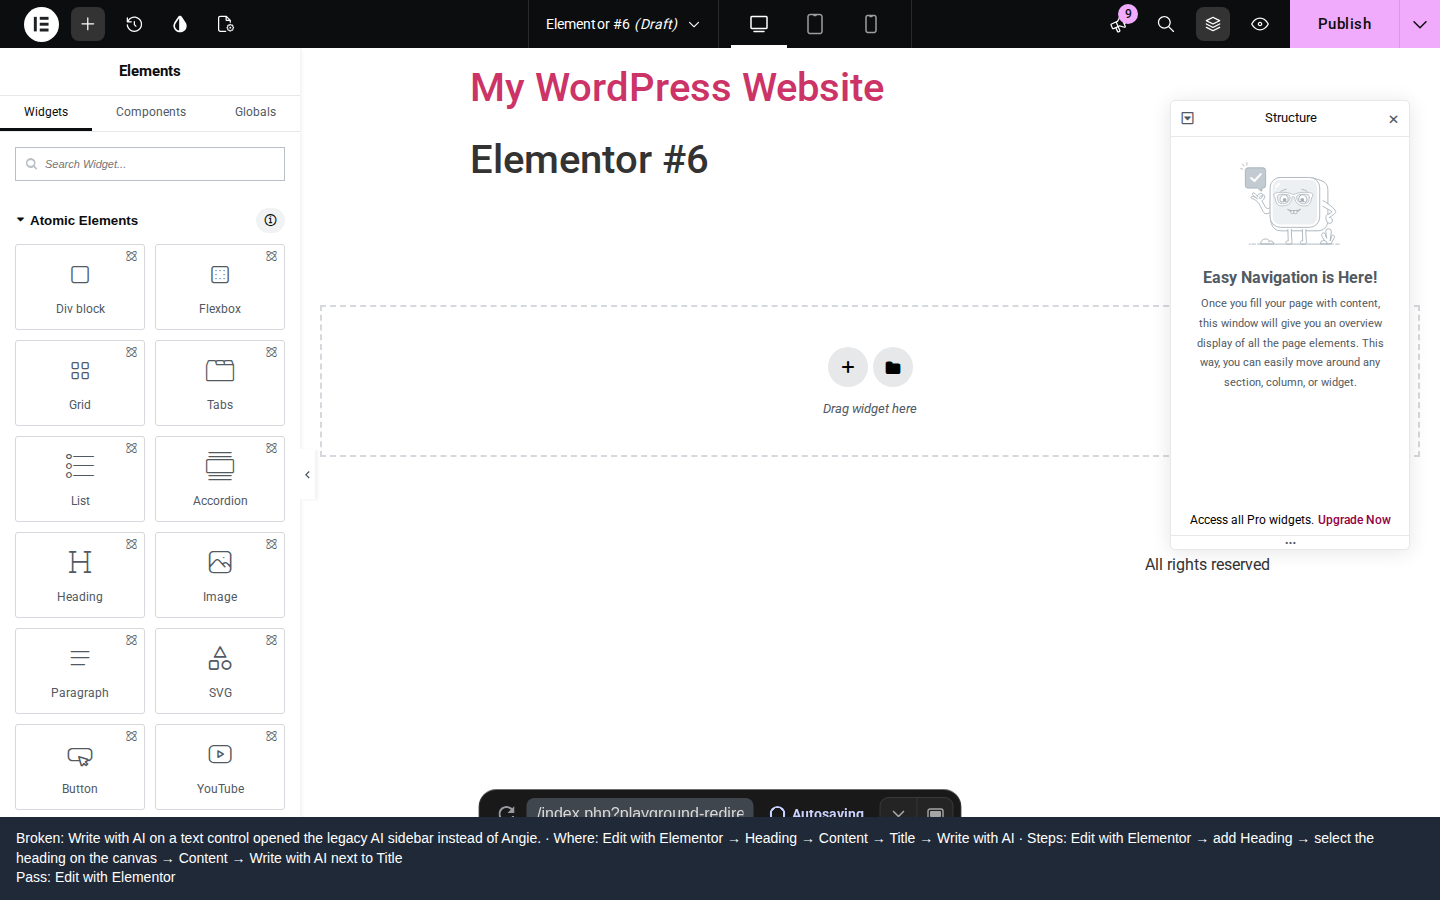 Elementor #6 (Draft)
9
Publish
Elements
Widgets
Components
Globals
Search Widget...
Atomic Elements
Div block
Flexbox
Grid
Tabs
List
Accordion
Heading
Image
Paragraph
SVG
Button
YouTube
My WordPress Website
Elementor #6
Drag widget here
Structure
Easy Navigation is Here!
Once you fill your page with content,
this window will give you an overview
display of all the page elements. This
way, you can easily move around any
section, column, or widget.
Access all Pro widgets. Upgrade Now
All rights reserved
/index.php?playground-redire
Autosaving
Broken: Write with AI on a text control opened the legacy AI sidebar instead of Angie. · Where: Edit with Elementor → Heading → Content → Title → Write with AI · Steps: Edit with Elementor → add Heading → select the
heading on the canvas → Content → Write with AI next to Title
Pass: Edit with Elementor